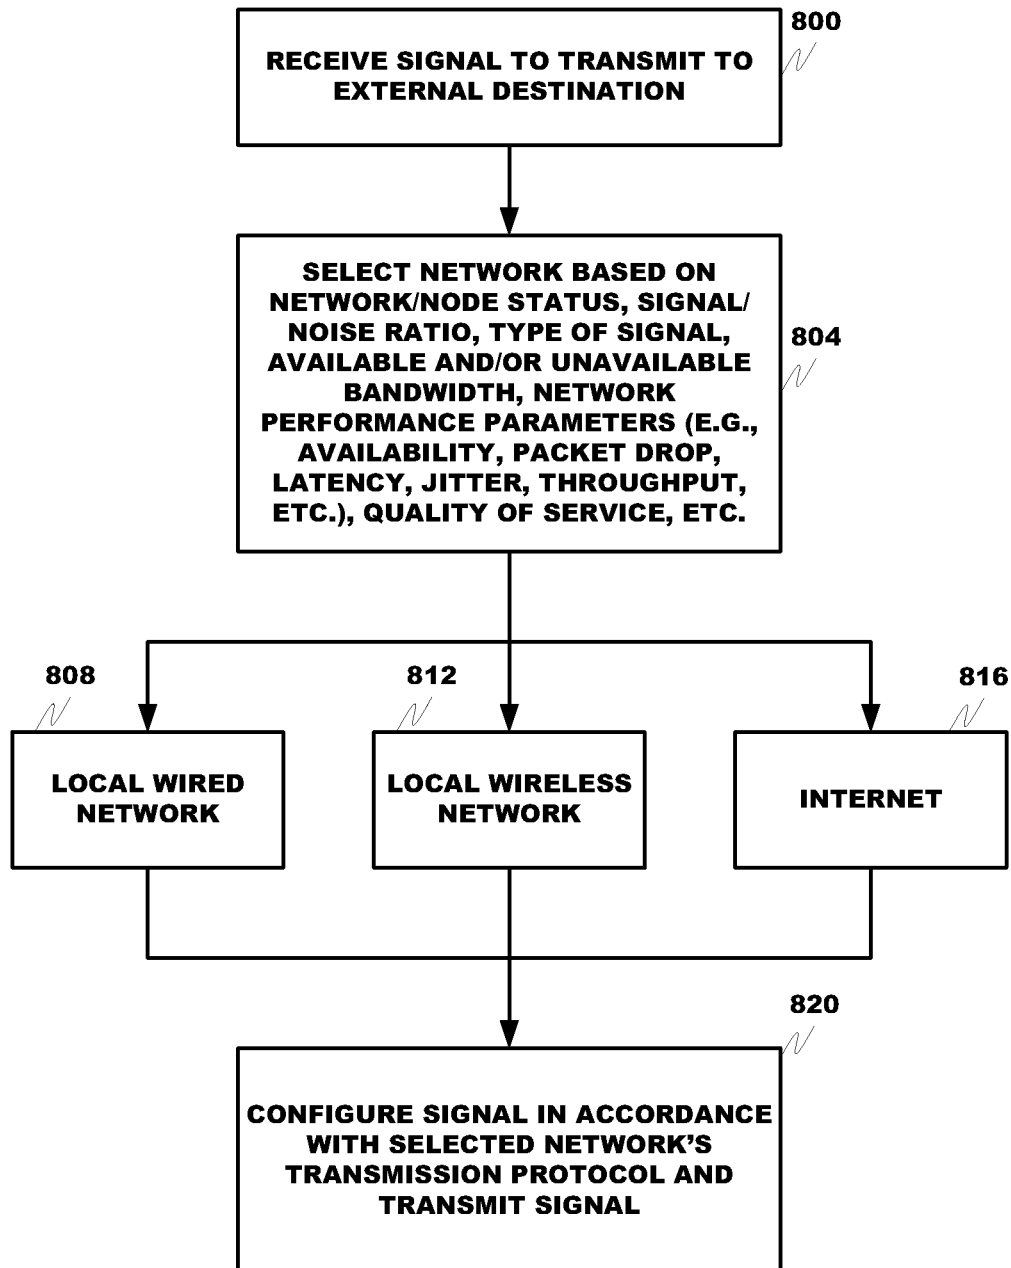 800
RECEIVE SIGNAL TO TRANSMIT TO
EXTERNAL DESTINATION
804
SELECT NETWORK BASED ON
NETWORK/NODE STATUS, SIGNAL/
NOISE RATIO, TYPE OF SIGNAL,
AVAILABLE AND/OR UNAVAILABLE
BANDWIDTH, NETWORK
PERFORMANCE PARAMETERS (E.G.,
AVAILABILITY, PACKET DROP,
LATENCY, JITTER, THROUGHPUT,
ETC.), QUALITY OF SERVICE, ETC.
808
LOCAL WIRED
NETWORK
812
LOCAL WIRELESS
NETWORK
816
INTERNET
820
CONFIGURE SIGNAL IN ACCORDANCE
WITH SELECTED NETWORK’S
TRANSMISSION PROTOCOL AND
TRANSMIT SIGNAL